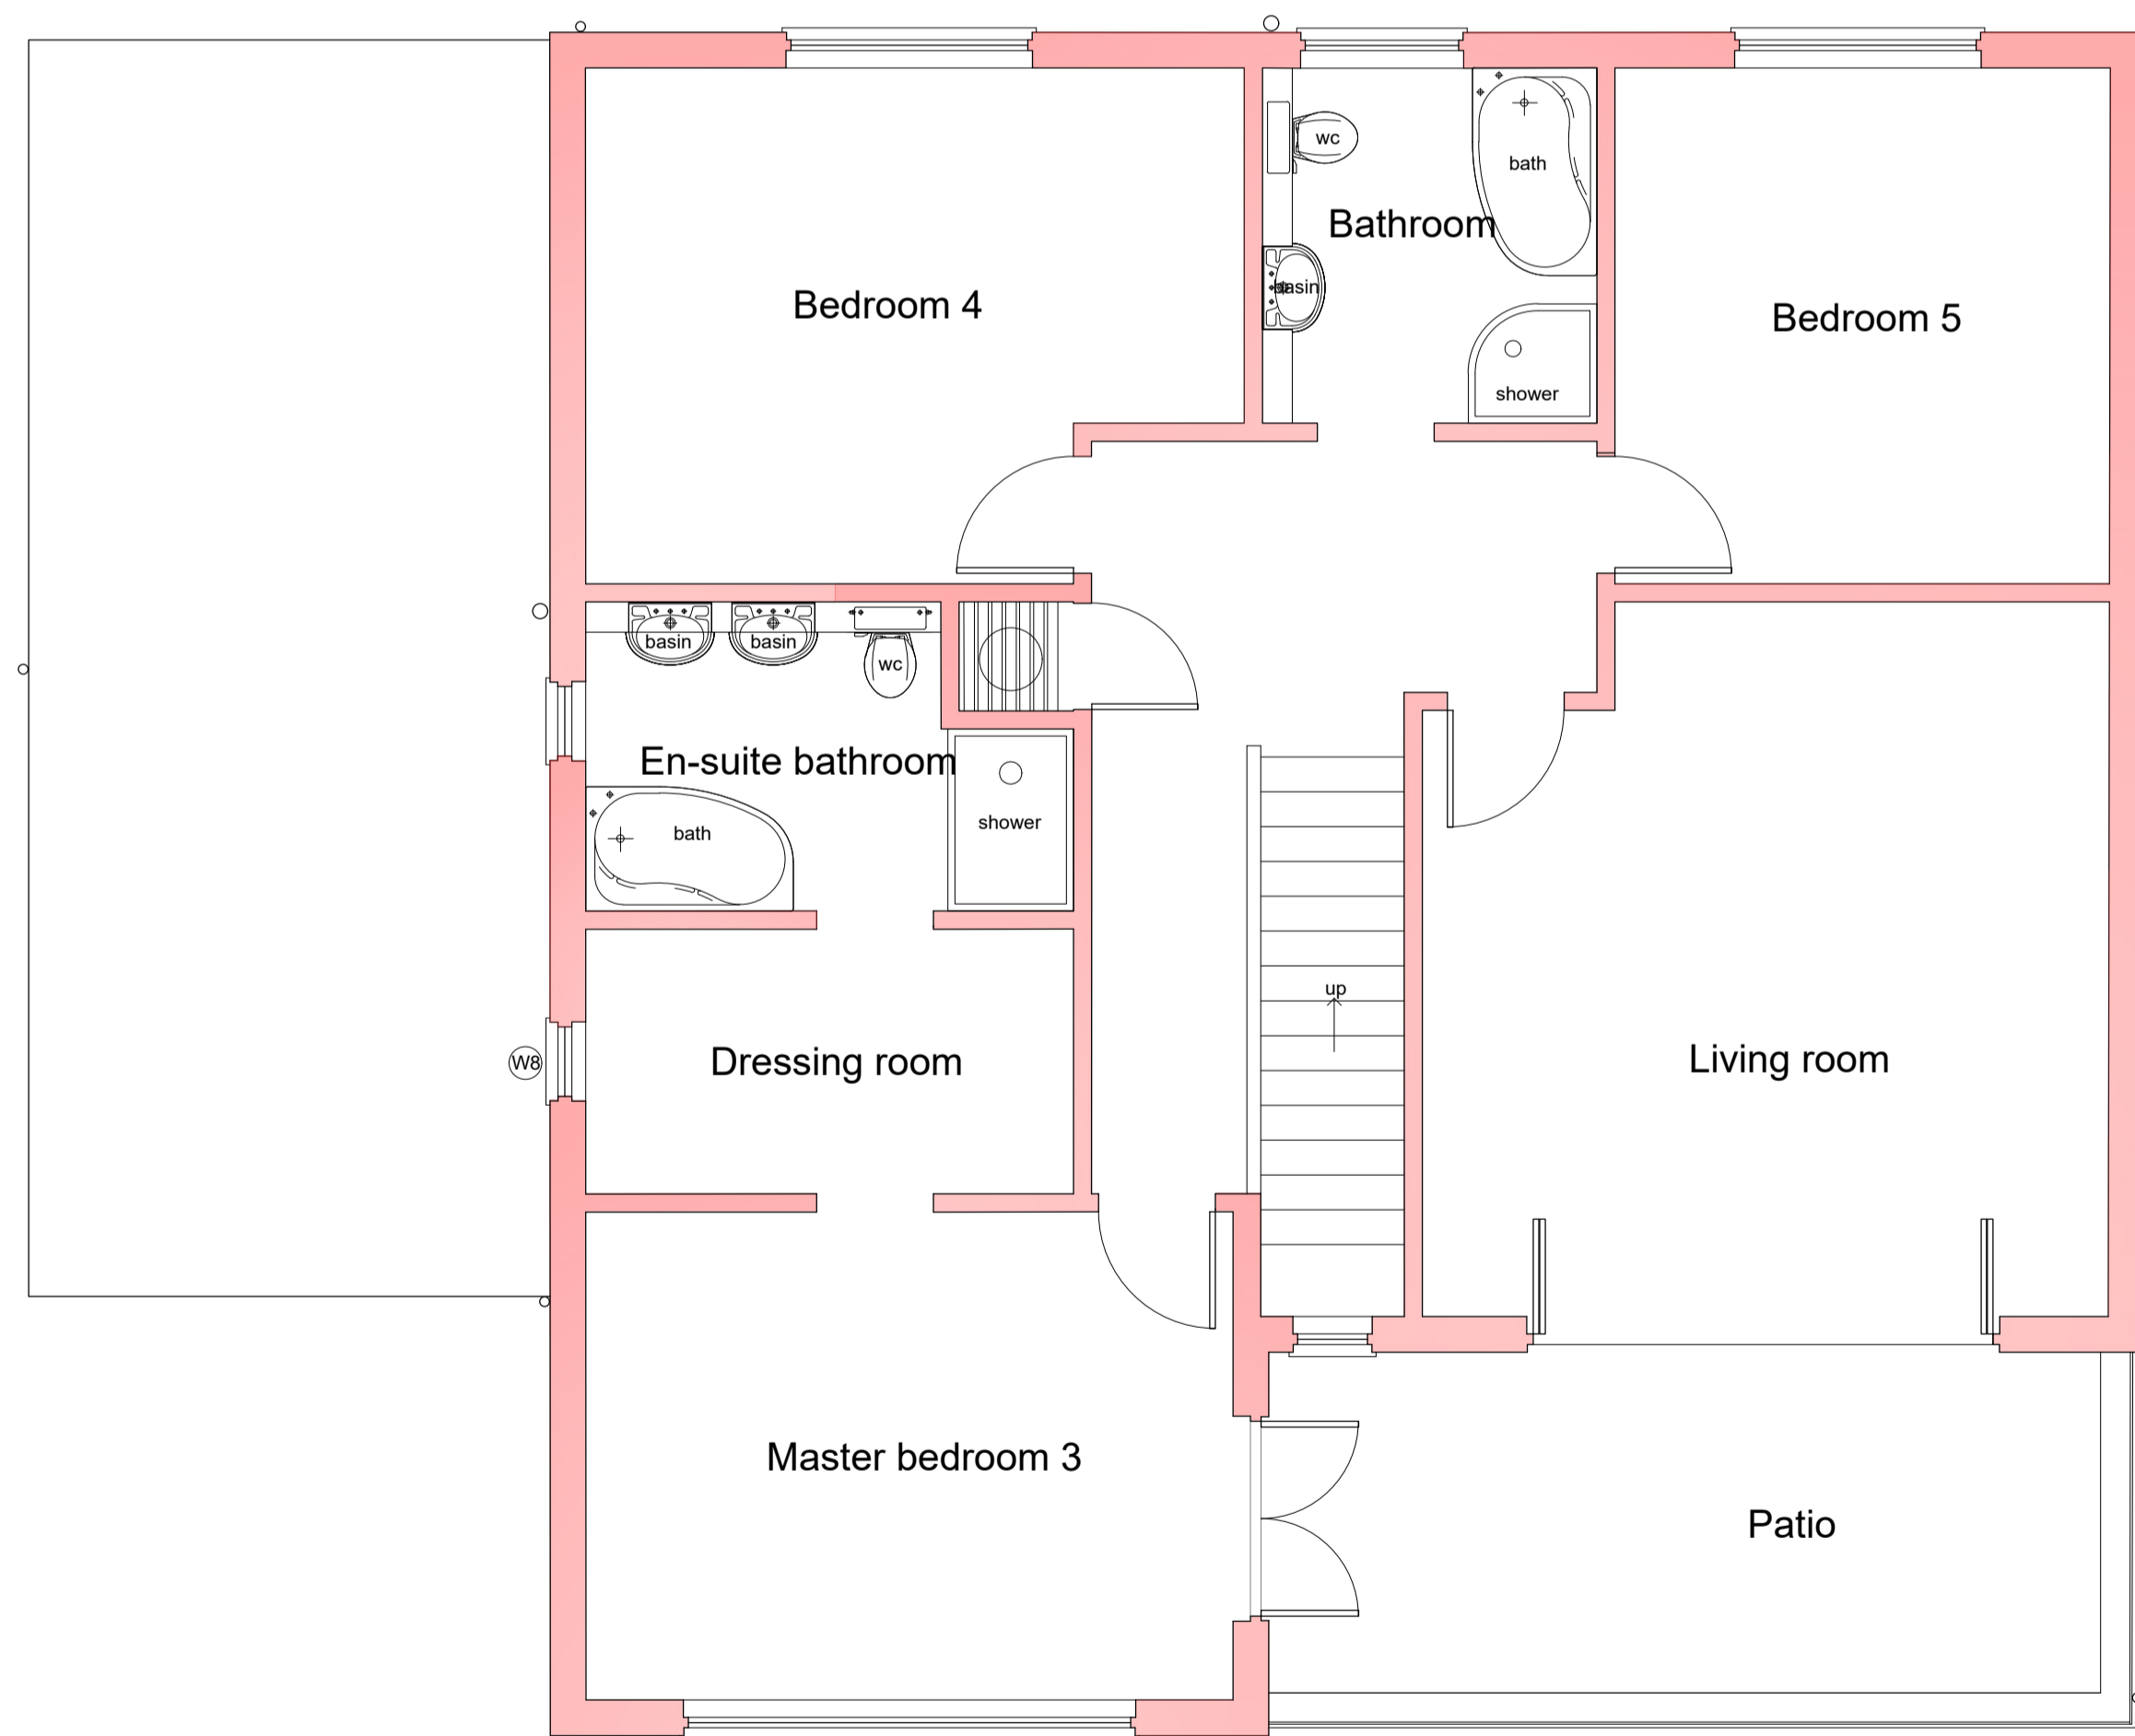 wc
bath
Bathroom
basin
Bedroom 4
Bedroom 5
shower
basin
basin
wc
En-suite bathroom
shower
bath
up
W8
Dressing room
Living room
Master bedroom 3
Patio